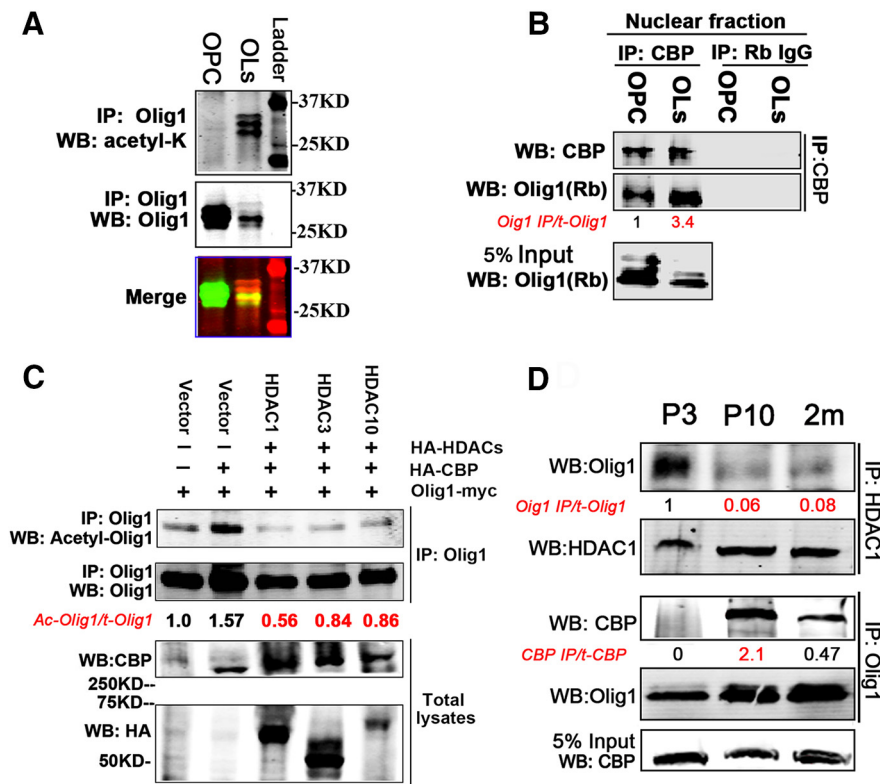 A
OPC
OLs
Ladder
IP: Olig1
WB: acetyl-K
-37KD
-25KD
IP: Olig1
WB: Olig1
-37KD
-25KD
Merge
-37KD
-25KD
B
Nuclear fraction
IP: CBP
IP: Rb IgG
OPC
OLs
OPC
OLs
WB: CBP
WB: Olig1(Rb)
IP:CBP
Oig1 IP/t-Olig1
1
3.4
5% Input
WB: Olig1(Rb)
C
Vector
Vector
HDAC1
HDAC3
HDAC10
– – + + + HA-HDACs
– + + + + HA-CBP
+ + + + + Olig1-myc
IP: Olig1
WB: Acetyl-Olig1
IP: Olig1
WB: Olig1
IP: Olig1
Ac-Olig1/t-Olig1 1.0 1.57 0.56 0.84 0.86
WB:CBP
250KD--
75KD--
WB: HA
50KD-
Total
lysates
D
P3 P10 2m
WB:Olig1
Oig1 IP/t-Olig1 1 0.06 0.08
WB:HDAC1
IP: HDAC1
WB: CBP
CBP IP/t-CBP 0 2.1 0.47
WB:Olig1
IP: Olig1
5% Input
WB: CBP